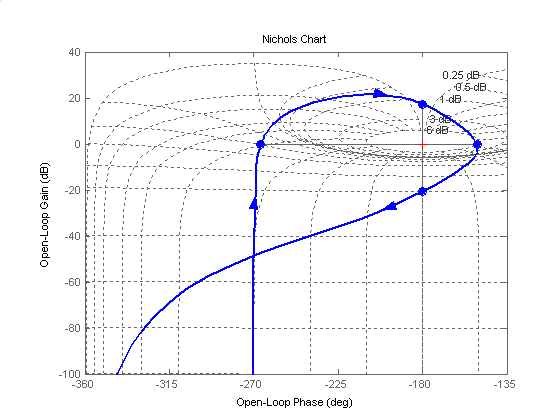 Nichols Chart
40
20
0
-20
-40
-60
-80
-100
Open-Loop Gain (dB)
0.25 dB
0.5 dB
1 dB
3 dB
6 dB
-360
-315
-270
-225
-180
-135
Open-Loop Phase (deg)